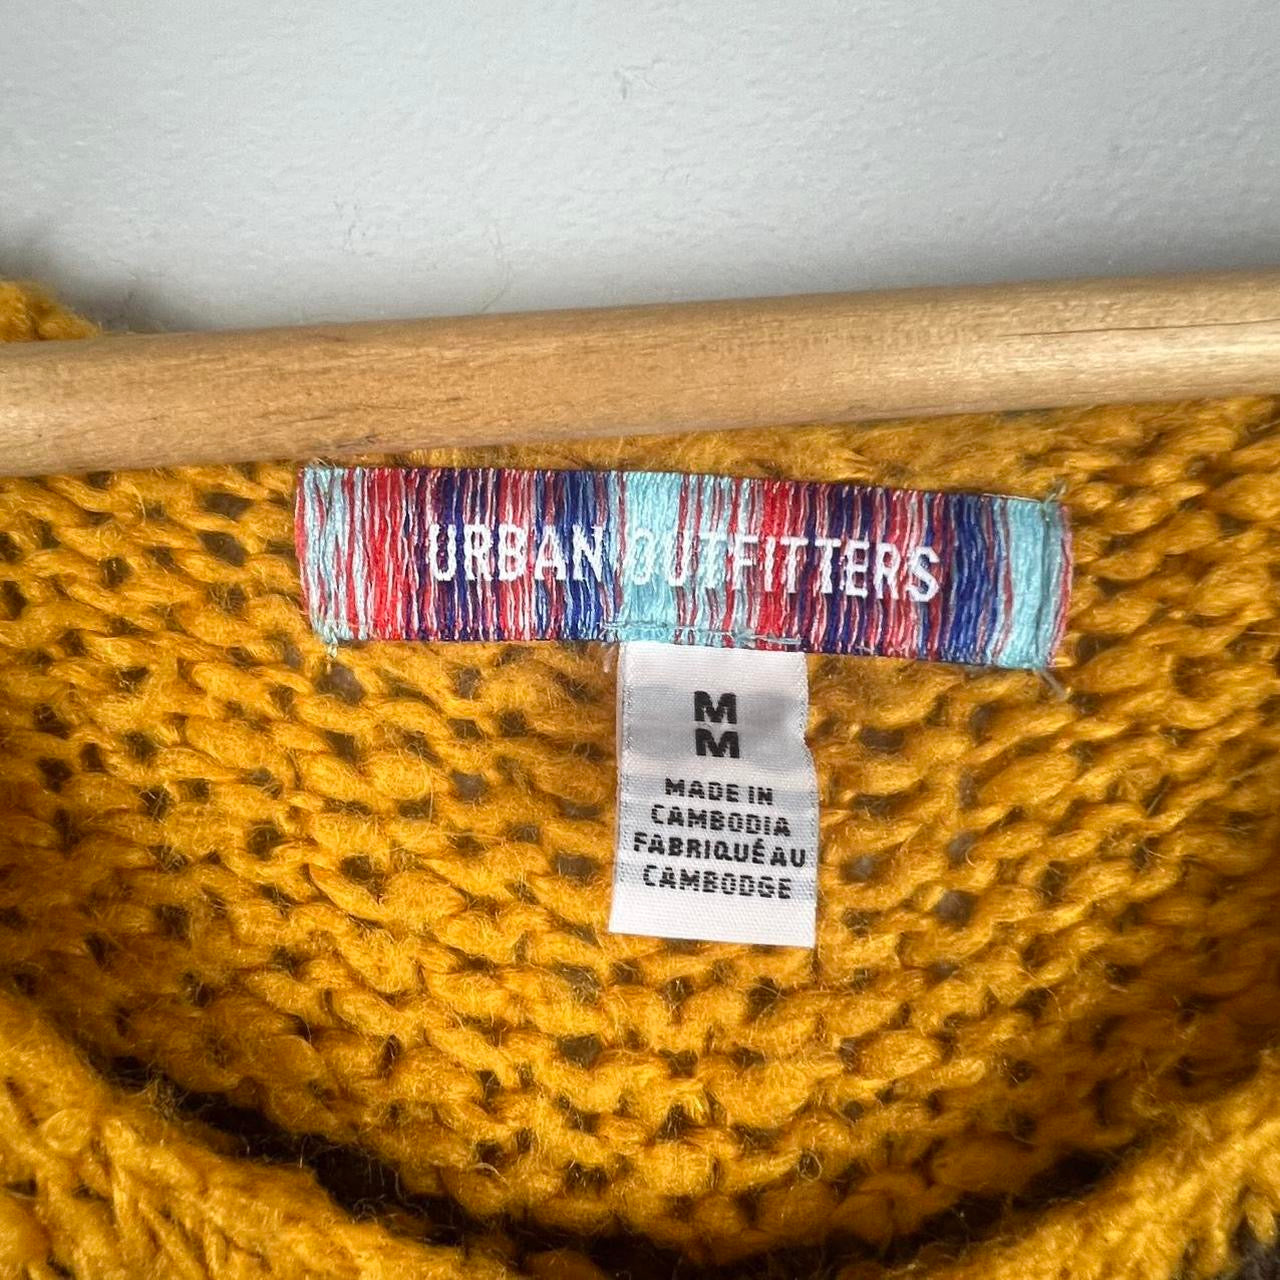 URBAN OUTFITTERS
M
M
MADE IN
CAMBODIA
FABRIQUÉ AU
CAMBODGE